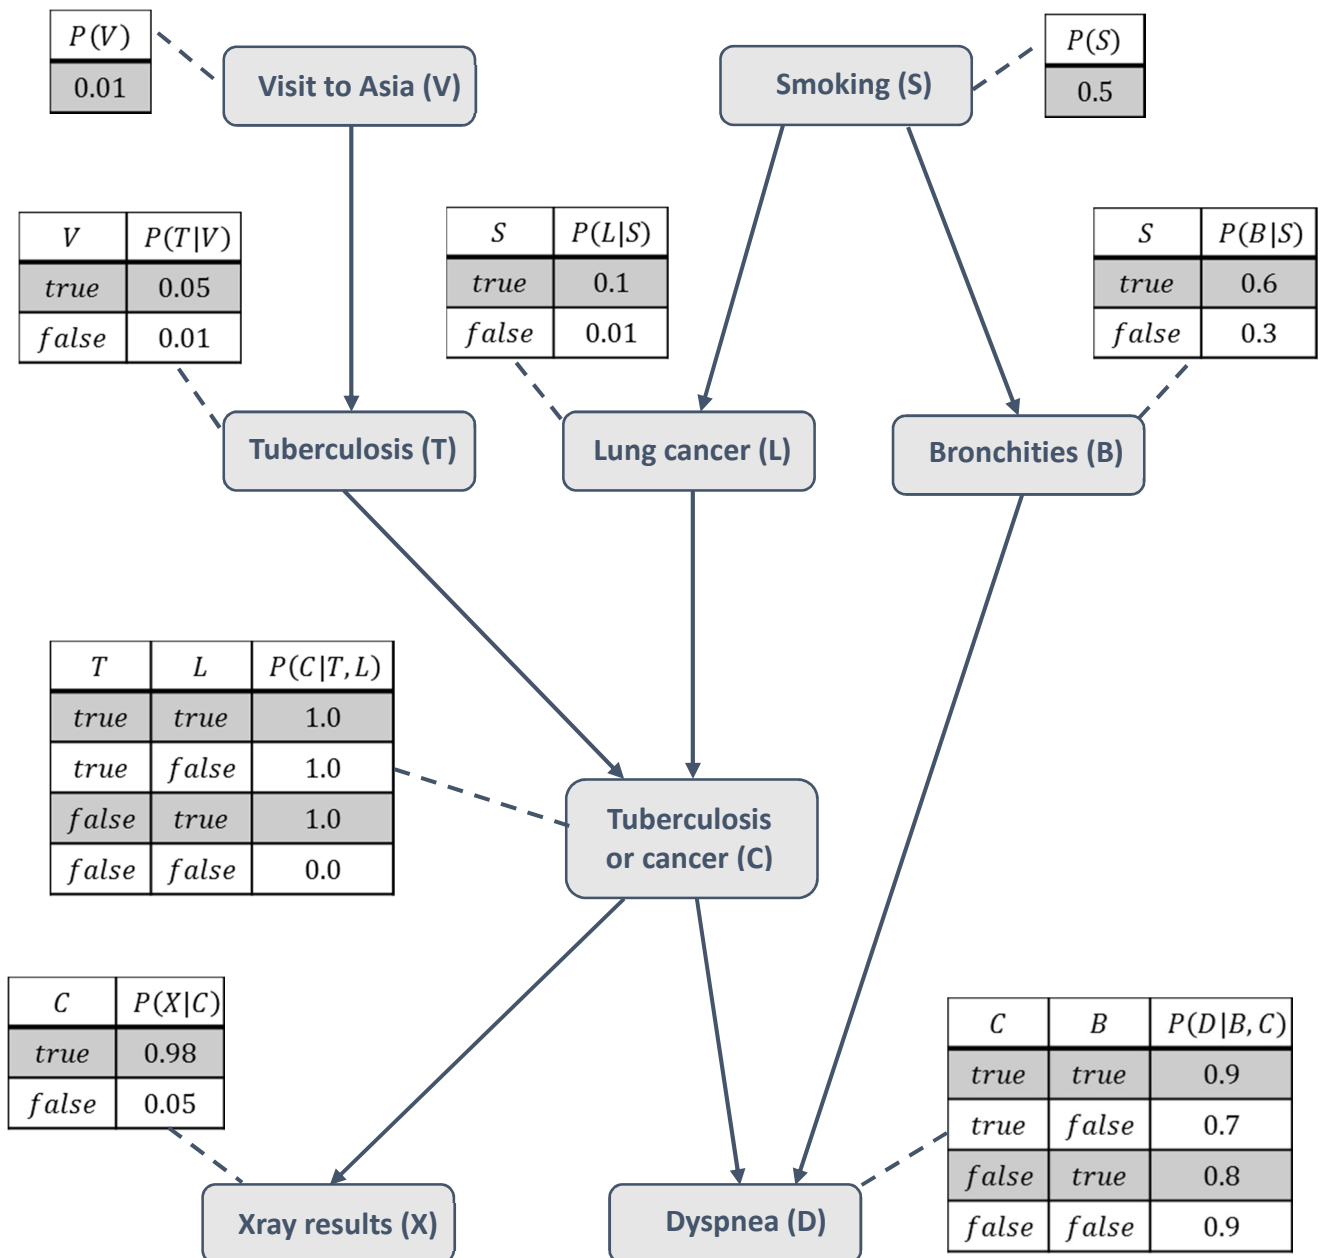 P(V)
0.01
Visit to Asia (V)
Smoking (S)
P(S)
0.5
V P(T|V)
true 0.05
false 0.01
S P(L|S)
true 0.1
false 0.01
S P(B|S)
true 0.6
false 0.3
Tuberculosis (T)
Lung cancer (L)
Bronchities (B)
T L P(C|T, L)
true true 1.0
true false 1.0
false true 1.0
false false 0.0
Tuberculosis
or cancer (C)
C P(X|C)
true 0.98
false 0.05
C B P(D|B, C)
true true 0.9
true false 0.7
false true 0.8
false false 0.9
Xray results (X)
Dyspnea (D)